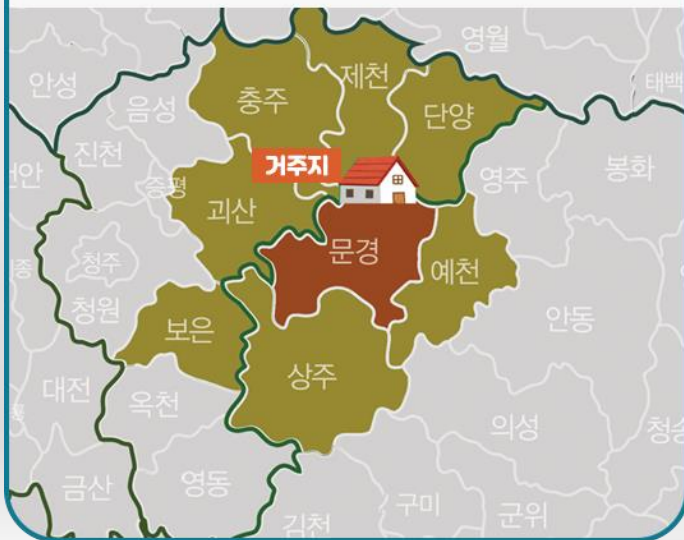 영월
안성
제천
태백
충주
음성
단양
진천
거주지
영주
봉화
증평
괴산
문경
예천
청주
청원
보은
안동
상주
대전
옥천
의성
금산
영동
구미
군위
김천